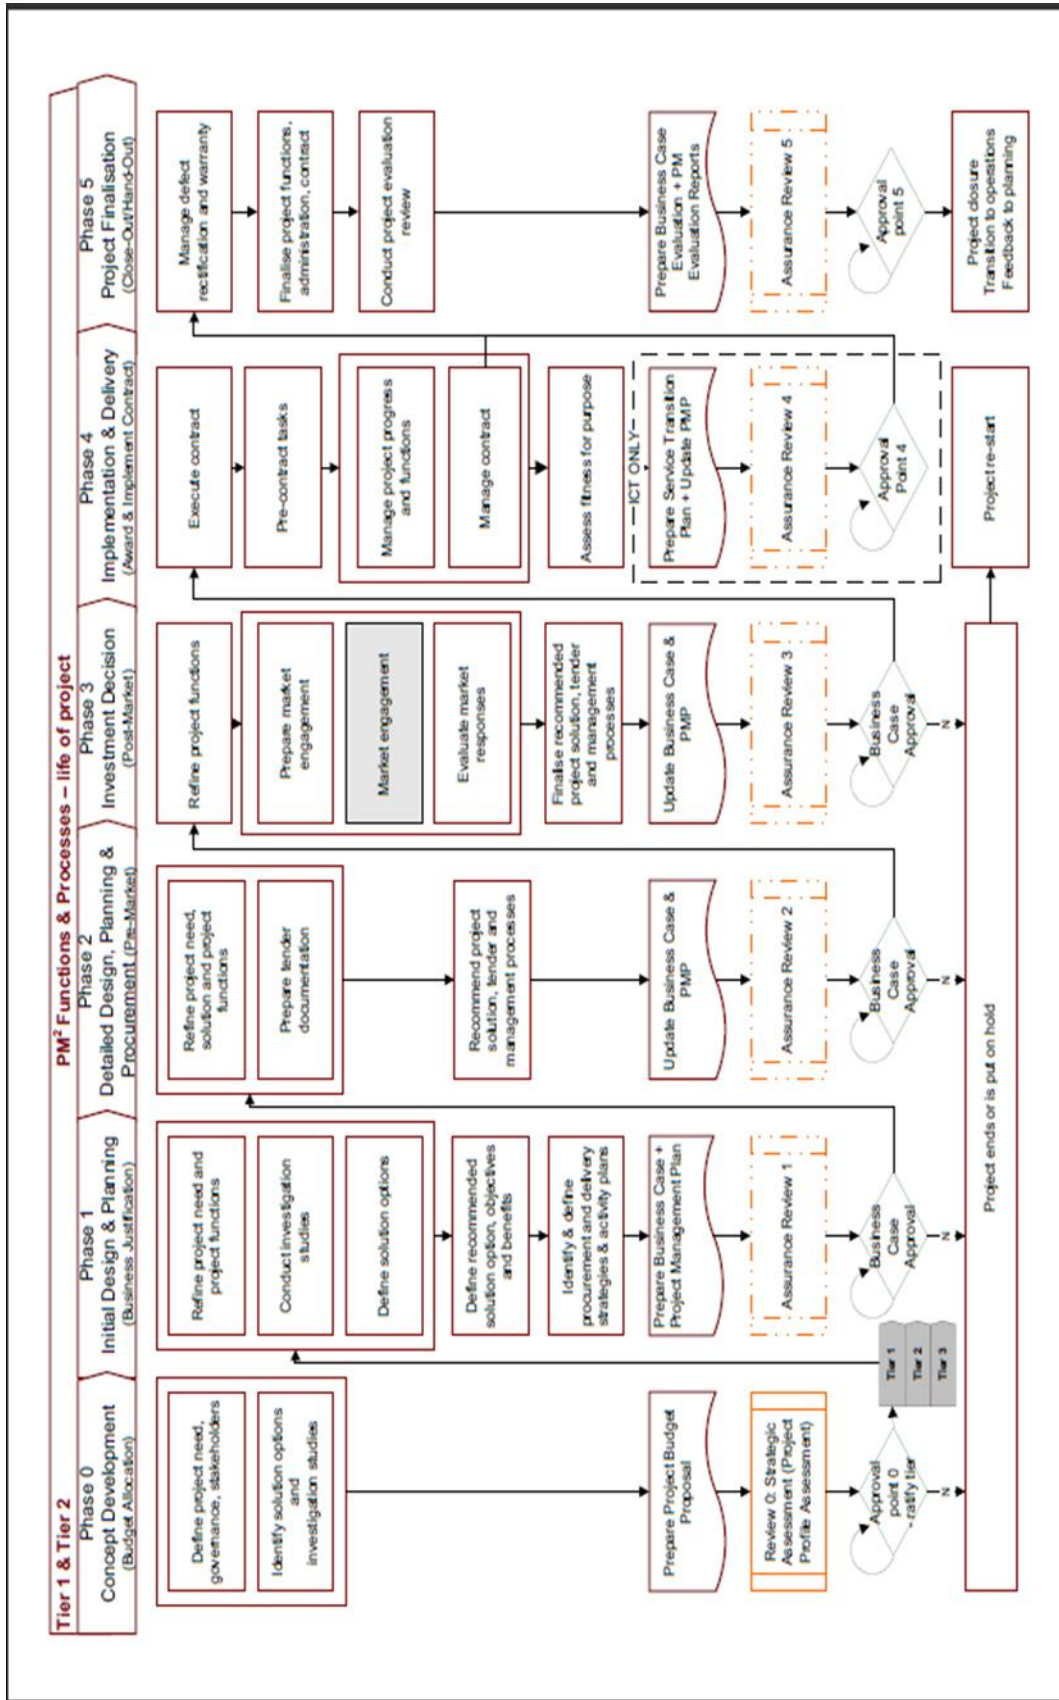 PM² Functions & Processes – life of project
Tier 1 & Tier 2
Phase 0
Concept Development
(Budget Allocation)
Define project need,
governance, stakeholders
Identify solution options
and
investigation studies
Prepare Project Budget
Proposal
Review 0: Strategic
Assessment (Project
Profile Assessment)
Approval
point 0
- ratify tier
N
Tier 1
Tier 2
Tier 3
Phase 1
Initial Design & Planning
(Business Justification)
Refine project need and
project functions
Conduct investigation
studies
Define solution options
Define recommended
solution option, objectives
and benefits
Identify & define
procurement and delivery
strategies & activity plans
Prepare Business Case +
Project Management Plan
Assurance Review 1
Business
Case
Approval
N
Phase 2
Detailed Design, Planning &
Procurement (Pre-Market)
Refine project need,
solution and project
functions
Prepare tender
documentation
Recommend project
solution, tender and
management processes
Update Business Case &
PMP
Assurance Review 2
Business
Case
Approval
N
Phase 3
Investment Decision
(Post-Market)
Refine project functions
Prepare market
engagement
Market engagement
Evaluate market
responses
Finalise recommended
project solution, tender
and management
processes
Update Business Case &
PMP
Assurance Review 3
Business
Case
Approval
N
Project ends or is put on hold
Phase 4
Implementation & Delivery
(Award & Implement Contract)
Execute contract
Pre-contract tasks
Manage project progress
and functions
Manage contract
Assess fitness for purpose
ICT ONLY
Prepare Service Transition
Plan + Update PMP
Assurance Review 4
Approval
Point 4
Project re-start
Phase 5
Project Finalisation
(Close-Out/Hand-Out)
Manage defect
rectification and warranty
Finalise project functions,
administration, contract
Conduct project evaluation
review
Prepare Business Case
Evaluation + PM
Evaluation Reports
Assurance Review 5
Approval
point 5
Project closure
Transition to operations
Feedback to planning